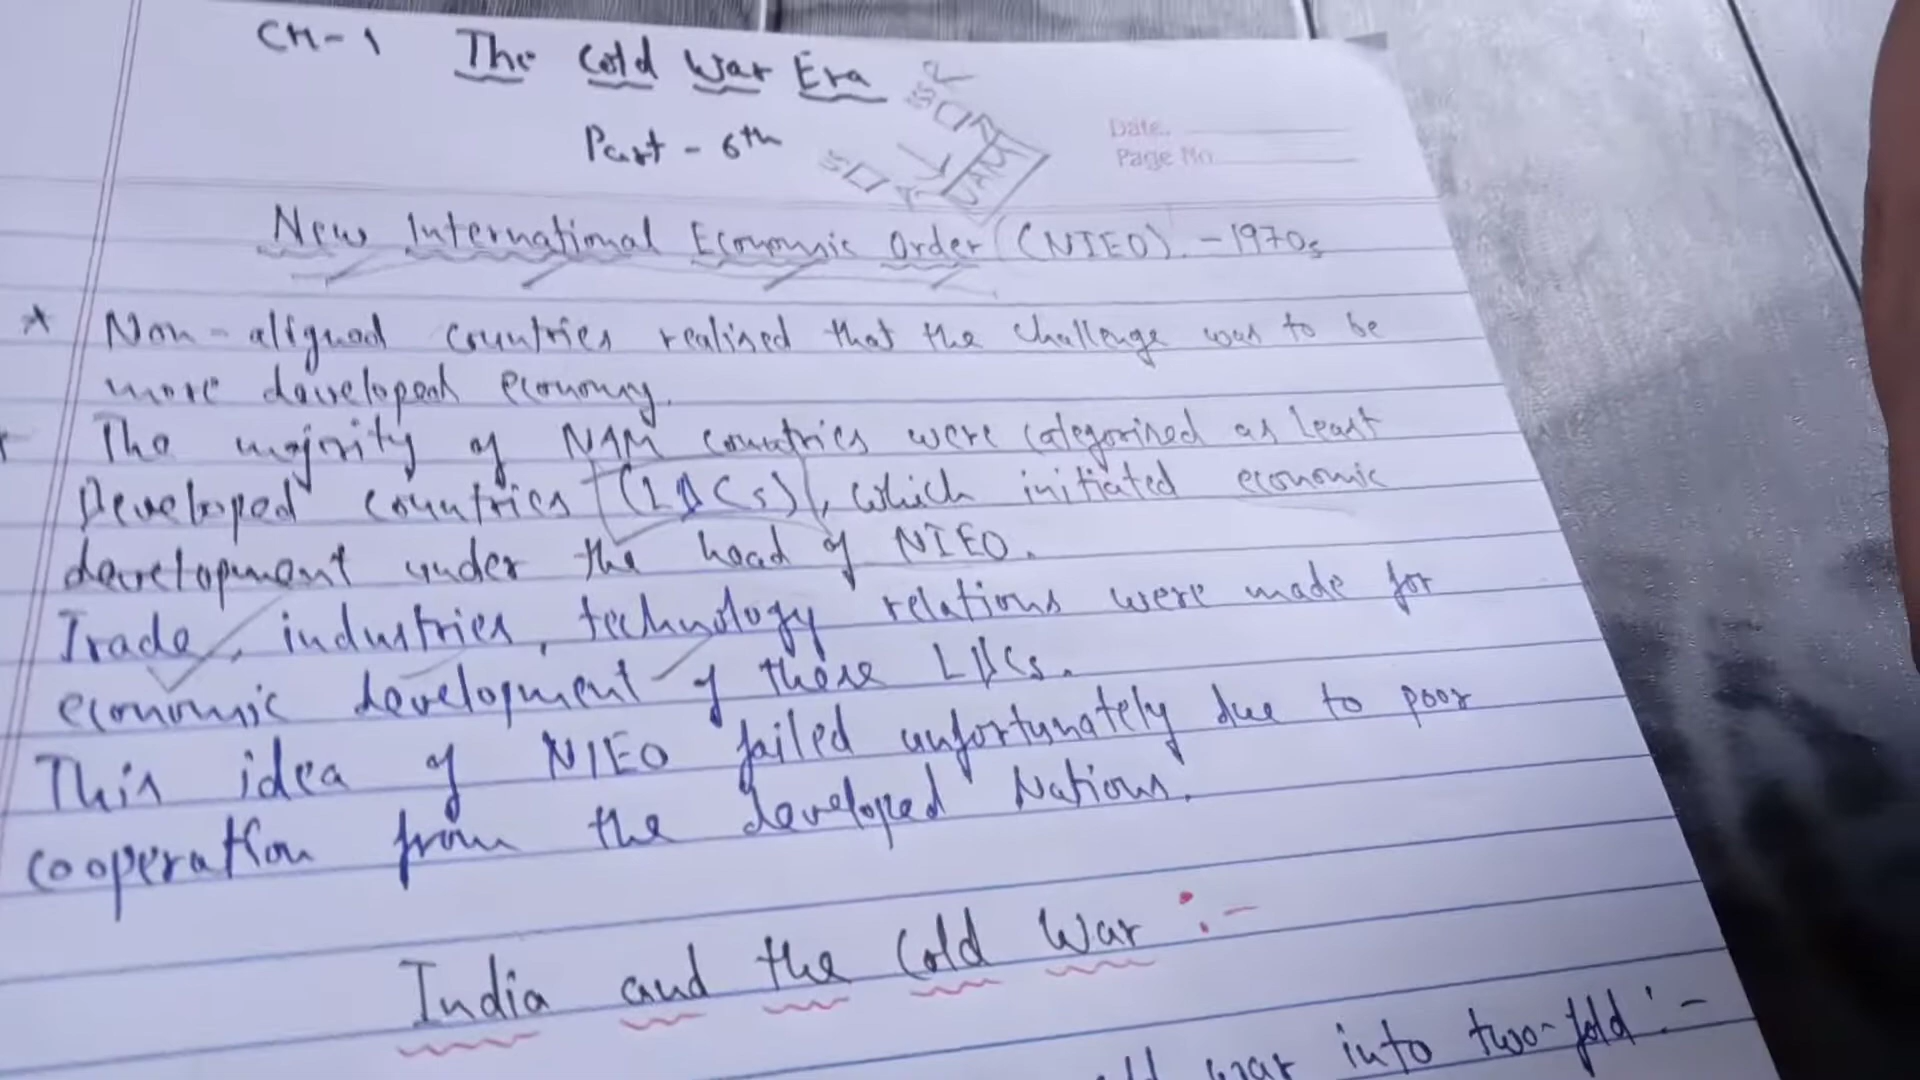 CH-1 The Cold War Era
Part - 6th
NAM
Date.
Page No
New International Economic Order (NIEO). - 1970s
* Non-aligned countries realised that the challenge was to be
more developed economy.
The majority of NAM countries were categorised as Least
Developed countries (LDCs), which initiated economic
development under the head of NIEO.
Trade, industries, technology relations were made for
economic development of these LDCs.
This idea of NIEO failed unfortunately due to poor
cooperation from the developed Nations.
India and the Cold War :-
war into two-fold :-